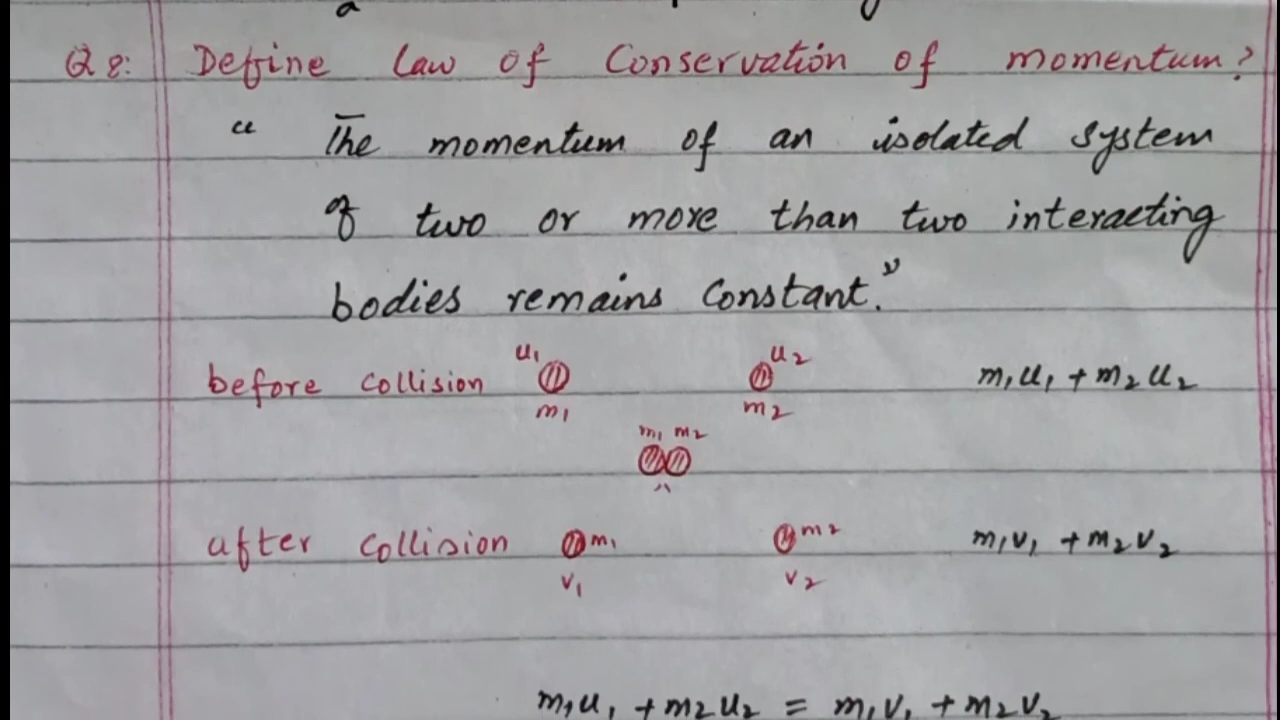 Q 8: Define Law of Conservation of momentum?
“ The momentum of an isolated system
of two or more than two interacting
bodies remains constant.”
before collision u₁ m₁ u₂ m₂ m₁u₁ + m₂u₂
m₁ m₂
after collision m₁ v₁ m₂ v₂ m₁v₁ + m₂v₂
m₁u₁ + m₂u₂ = m₁v₁ + m₂v₂